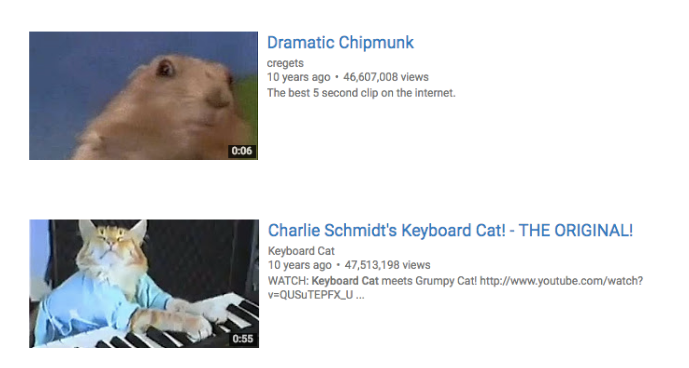 Dramatic Chipmunk
cregets
10 years ago • 46,607,008 views
The best 5 second clip on the internet.
0:06
Charlie Schmidt's Keyboard Cat! - THE ORIGINAL!
Keyboard Cat
10 years ago • 47,513,198 views
WATCH: Keyboard Cat meets Grumpy Cat! http://www.youtube.com/watch?
v=QUSuTEPFX_U ...
0:55